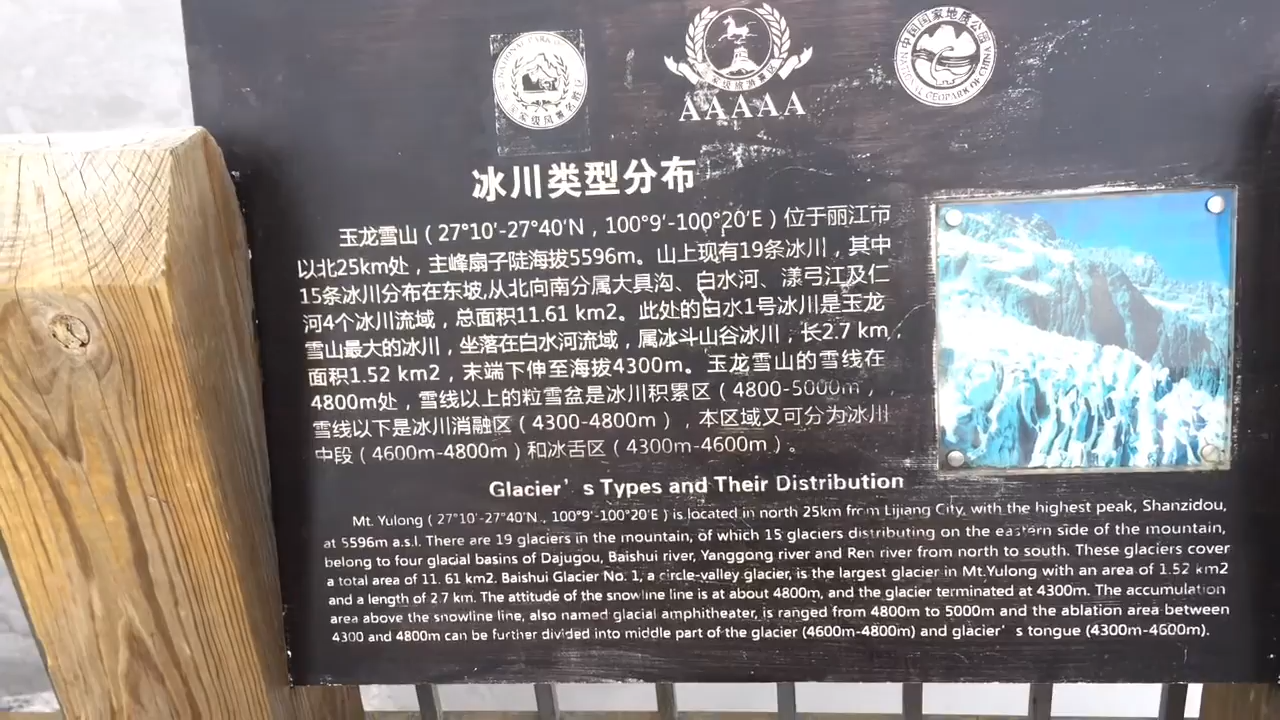 AAAAA
中国国家地质公园
NATIONAL GEOPARK OF CHINA
冰川类型分布
玉龙雪山（27°10′-27°40′N，100°9′-100°20′E）位于丽江市
以北25km处，主峰扇子陡海拔5596m。山上现有19条冰川，其中
15条冰川分布在东坡,从北向南分属大具沟、白水河、漾弓江及仁
河4个冰川流域，总面积11.61 km2。此处的白水1号冰川是玉龙
雪山最大的冰川，坐落在白水河流域，属冰斗山谷冰川，长2.7 km，
面积1.52 km2，末端下伸至海拔4300m。玉龙雪山的雪线在
4800m处，雪线以上的粒雪盆是冰川积累区（4800-5000m），
雪线以下是冰川消融区（4300-4800m），本区域又可分为冰川
中段（4600m-4800m）和冰舌区（4300m-4600m）。
Glacier's Types and Their Distribution
Mt. Yulong ( 27°10′-27°40′N., 100°9′-100°20′E ) is located in north 25km from Lijiang City, with the highest peak, Shanzidou,
at 5596m a.s.l. There are 19 glaciers in the mountain, of which 15 glaciers distributing on the eastern side of the mountain,
belong to four glacial basins of Dajugou, Baishui river, Yanggong river and Ren river from north to south. These glaciers cover
a total area of 11. 61 km2. Baishui Glacier No. 1, a circle-valley glacier, is the largest glacier in Mt.Yulong with an area of 1.52 km2
and a length of 2.7 km. The attitude of the snowline line is at about 4800m, and the glacier terminated at 4300m. The accumulation
area above the snowline line, also named glacial amphitheater, is ranged from 4800m to 5000m and the ablation area between
4300 and 4800m can be further divided into middle part of the glacier (4600m-4800m) and glacier's tongue (4300m-4600m).